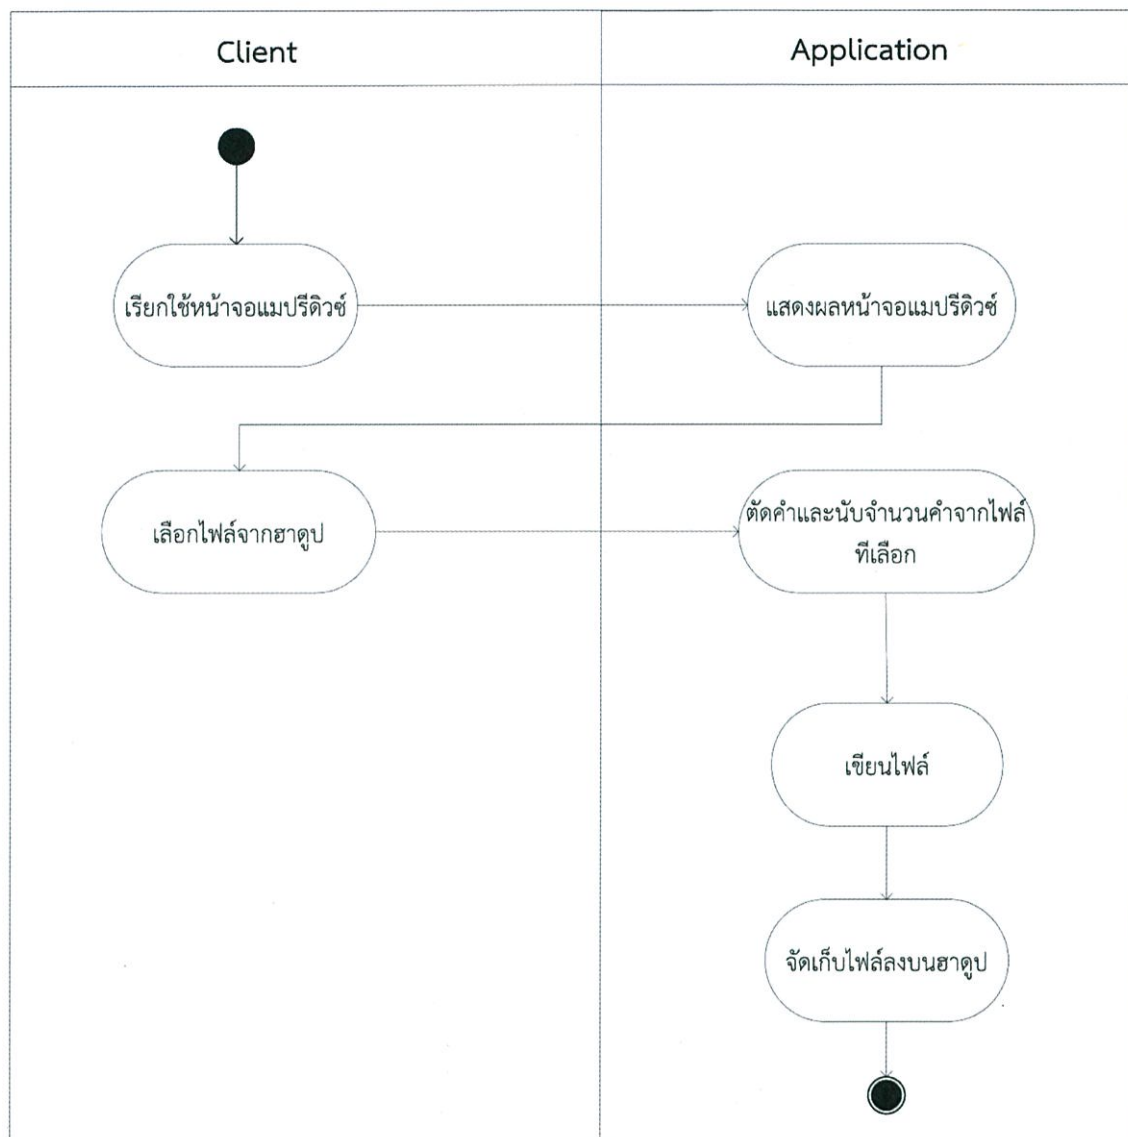 Client
Application
เรียกใช้หน้าจอแมปรีดิวซ์
แสดงผลหน้าจอแมปรีดิวซ์
เลือกไฟล์จากฮาดูป
ตัดคำและนับจำนวนคำจากไฟล์
ทีเลือก
เขียนไฟล์
จัดเก็บไฟล์ลงบนฮาดูป